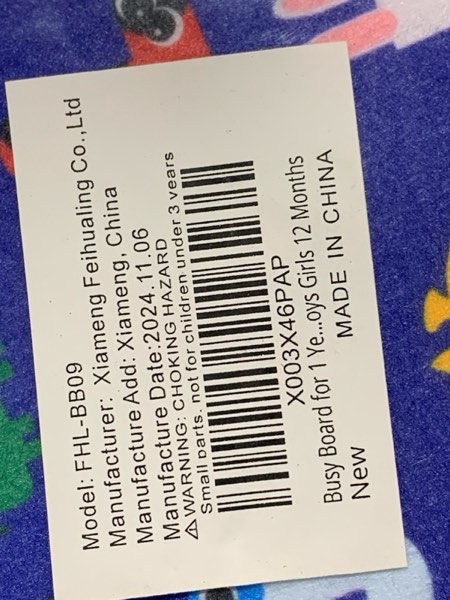 Model: FHL-BB09
Manufacturer: Xiameng Feihualing Co.,Ltd
Manufacture Add: Xiameng, China
Manufacture Date:2024.11.06
⚠WARNING: CHOKING HAZARD
Small parts. not for children under 3 years
X003X46PAP
Busy Board for 1 Ye...oys Girls 12 Months
New
MADE IN CHINA